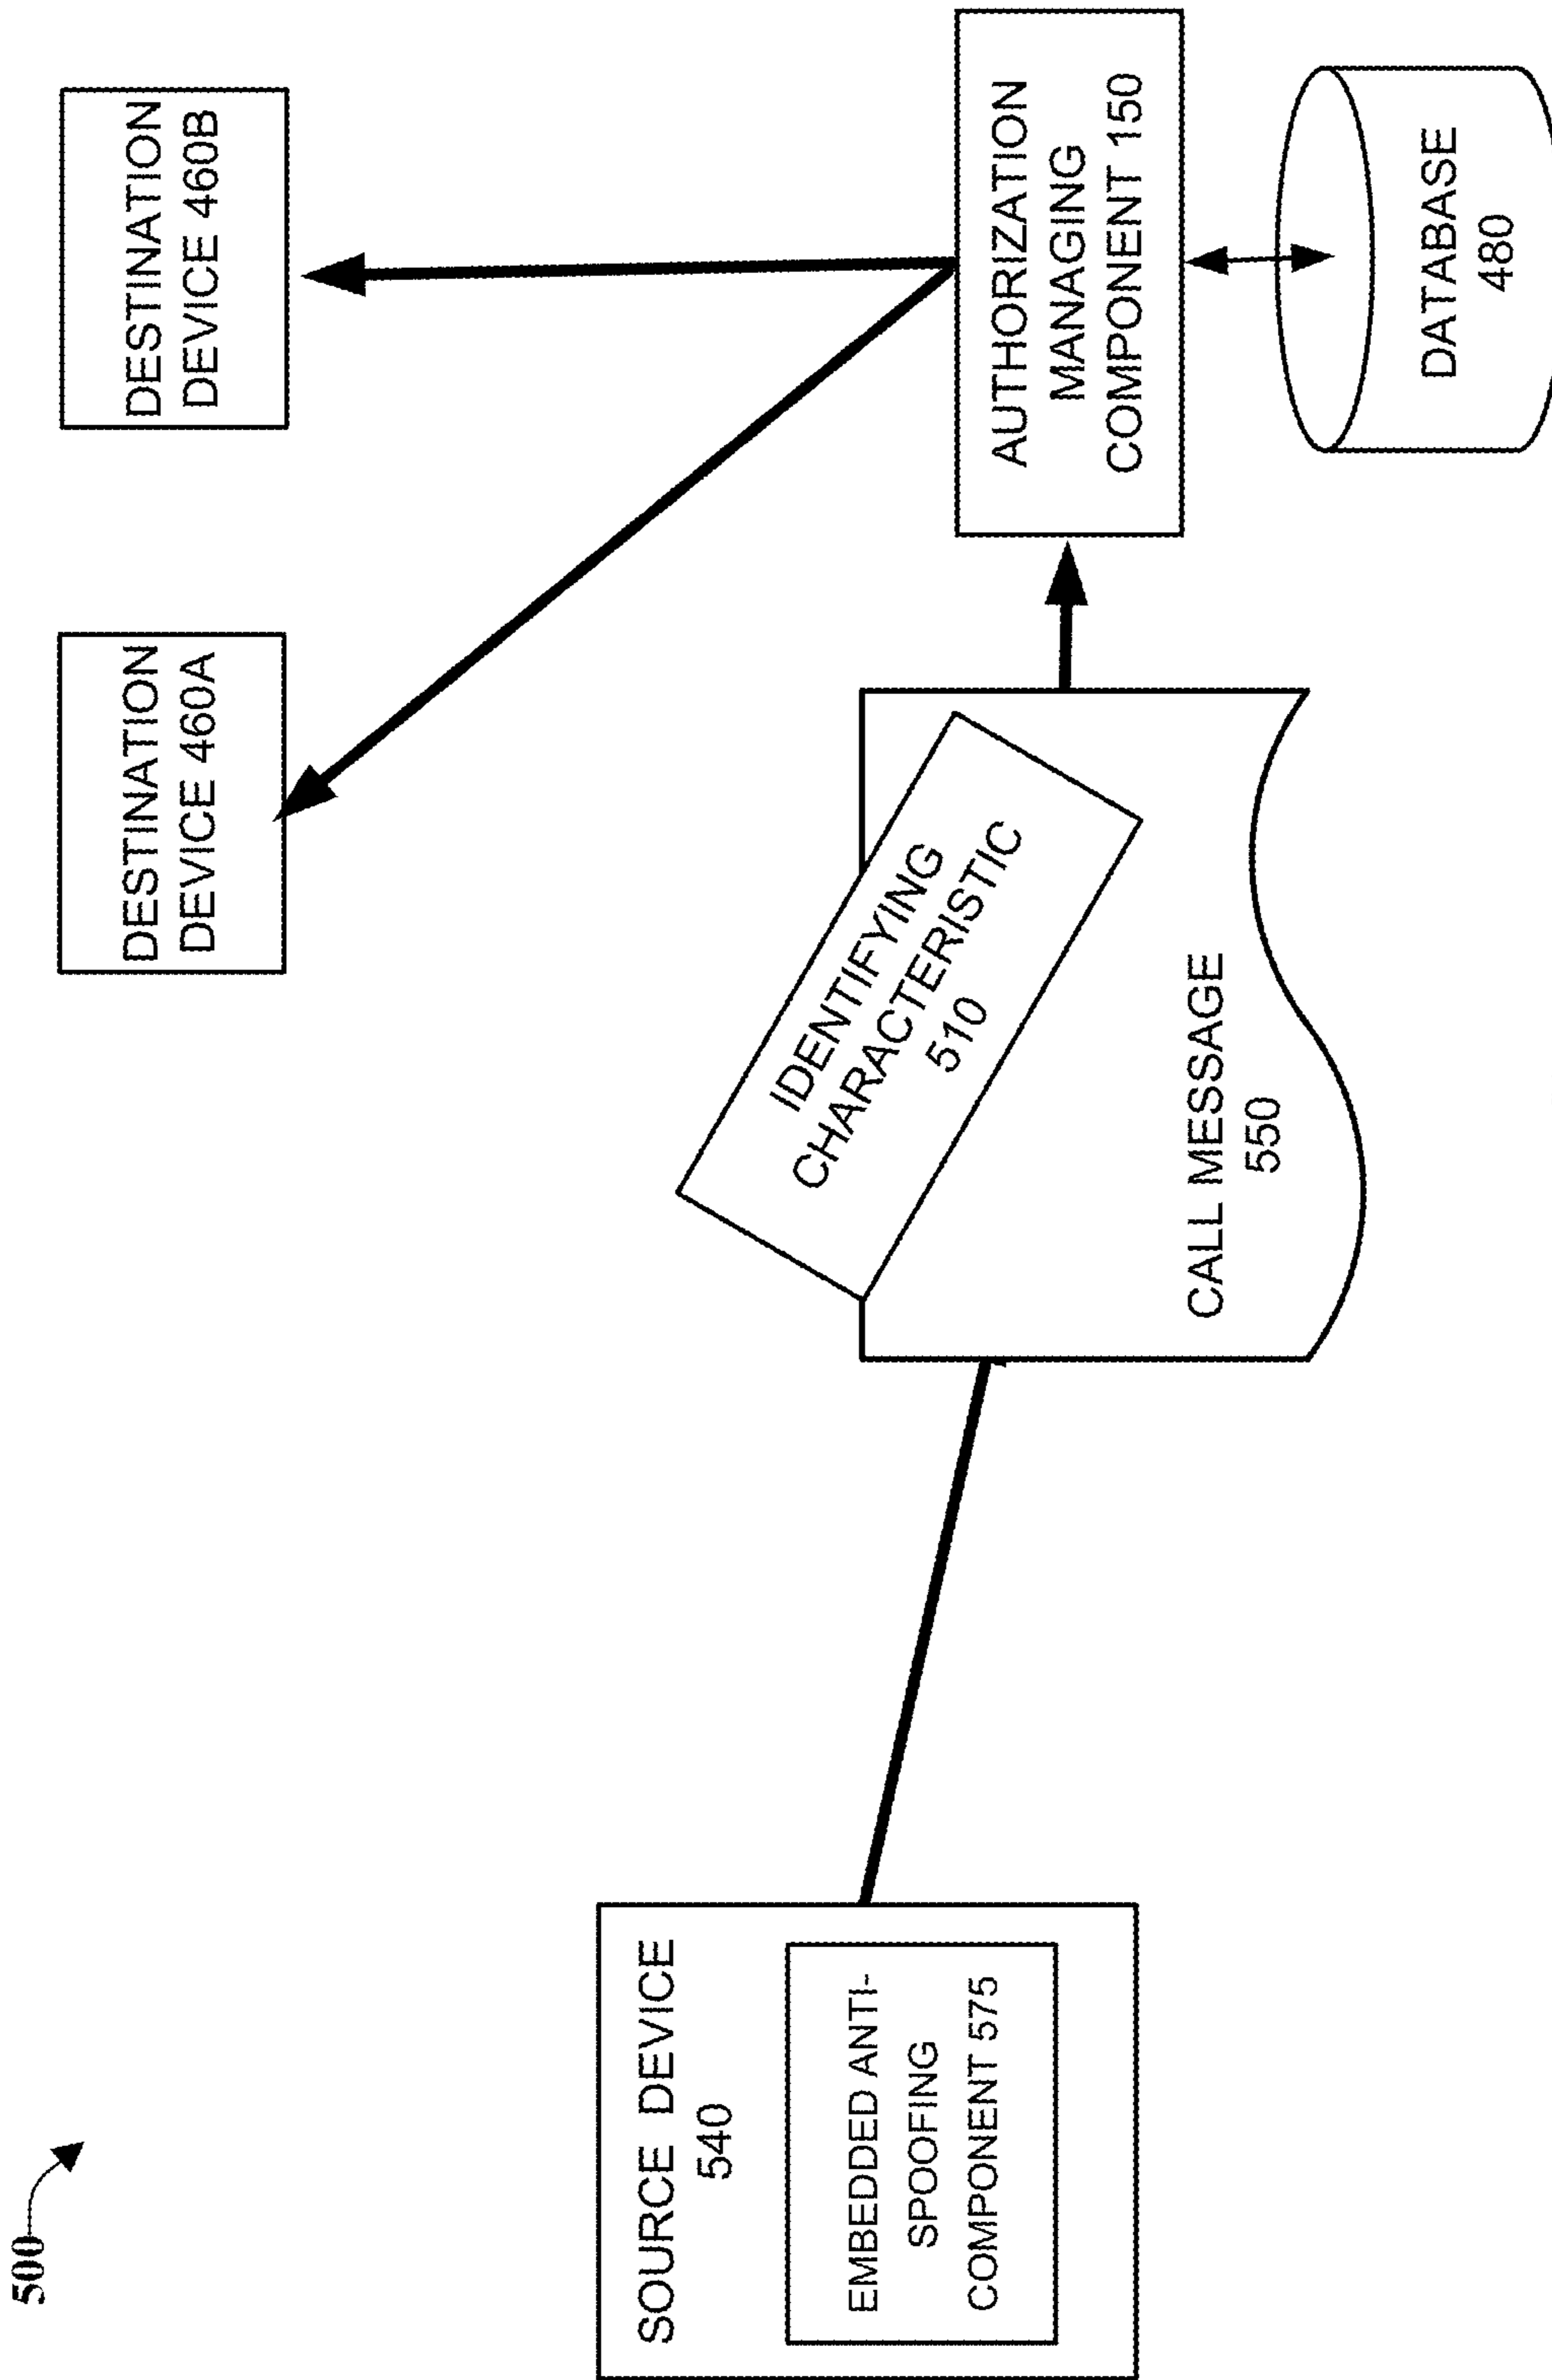 500
SOURCE DEVICE
540
EMBEDDED ANTI-
SPOOFING
COMPONENT 575
IDENTIFYING
CHARACTERISTIC
510
CALL MESSAGE
550
DESTINATION
DEVICE 460A
DESTINATION
DEVICE 460B
AUTHORIZATION
MANAGING
COMPONENT 150
DATABASE
480